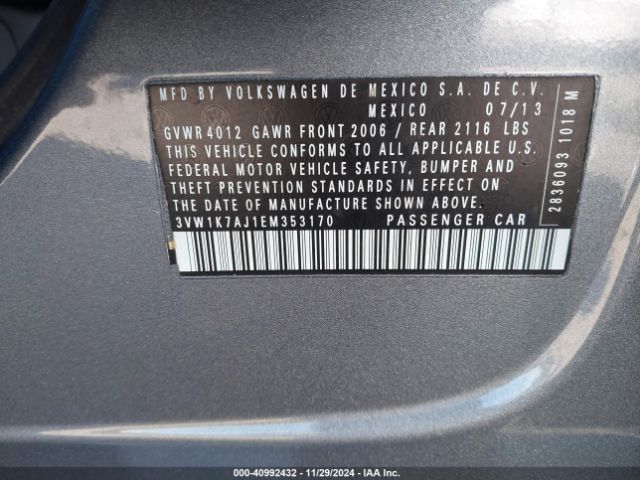 MFD BY VOLKSWAGEN DE MEXICO S.A. DE C.V.
MEXICO 07/13
GVWR 4012 GAWR FRONT 2006 / REAR 2116 LBS
THIS VEHICLE CONFORMS TO ALL APPLICABLE U.S.
FEDERAL MOTOR VEHICLE SAFETY, BUMPER AND
THEFT PREVENTION STANDARDS IN EFFECT ON
THE DATE OF MANUFACTURE SHOWN ABOVE.
3VW1K7AJ1EM353170 PASSENGER CAR
2836093 1018 M
000-40992432 - 11/29/2024 - IAA Inc.